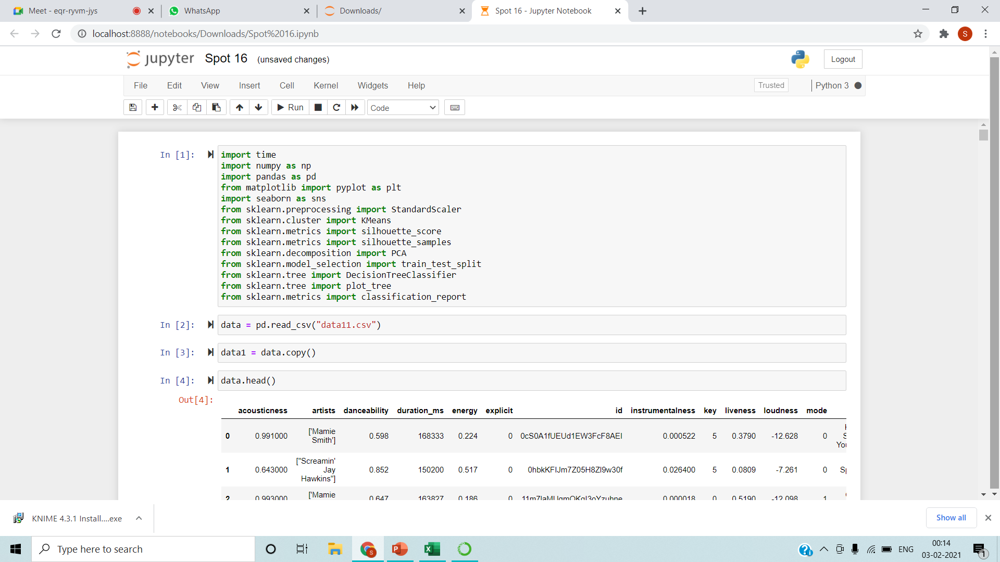 Meet - eqr-ryvm-jys
WhatsApp
Downloads/
Spot 16 - Jupyter Notebook
localhost:8888/notebooks/Downloads/Spot%2016.ipynb
S
jupyter Spot 16 (unsaved changes)
Logout
File Edit View Insert Cell Kernel Widgets Help
Trusted
Python 3
Run
Code
In [1]:
import time
import numpy as np
import pandas as pd
from matplotlib import pyplot as plt
import seaborn as sns
from sklearn.preprocessing import StandardScaler
from sklearn.cluster import KMeans
from sklearn.metrics import silhouette_score
from sklearn.metrics import silhouette_samples
from sklearn.decomposition import PCA
from sklearn.model_selection import train_test_split
from sklearn.tree import DecisionTreeClassifier
from sklearn.tree import plot_tree
from sklearn.metrics import classification_report
In [2]: data = pd.read_csv("data11.csv")
In [3]: data1 = data.copy()
In [4]: data.head()
Out[4]:
acousticness artists danceability duration_ms energy explicit id instrumentalness key liveness loudness mode
0 0.991000 ['Mamie Smith'] 0.598 168333 0.224 0 0cS0A1fUEUd1EW3FcF8AEI 0.000522 5 0.3790 -12.628 0
1 0.643000 ["Screamin' Jay Hawkins"] 0.852 150200 0.517 0 0hbkKFIJm7Z05H8Zl9w30f 0.026400 5 0.0809 -7.261 0
2 0.993000 ['Mamie 0.647 163827 0.186 0 0.000018 0 0.5190 -12.098 1
KNIME 4.3.1 Install....exe
Show all
Type here to search
S
ENG
00:14
03-02-2021
1